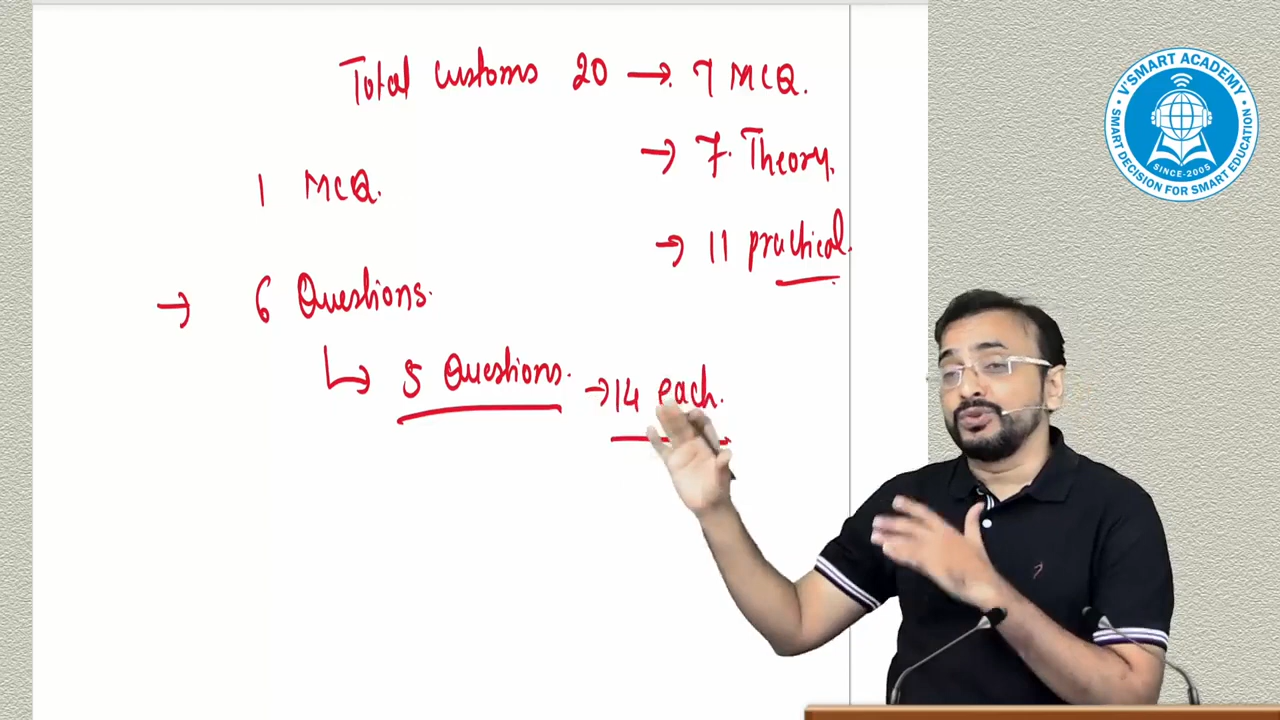 Total customs 20 → 7 MCQ.
→ 7. Theory.
1 MCQ.
→ 11 practical.
→ 6 Questions.
↳ 5 Questions. → 14 each.
V'SMART ACADEMY
SINCE-2005
SMART DECISION FOR SMART EDUCATION